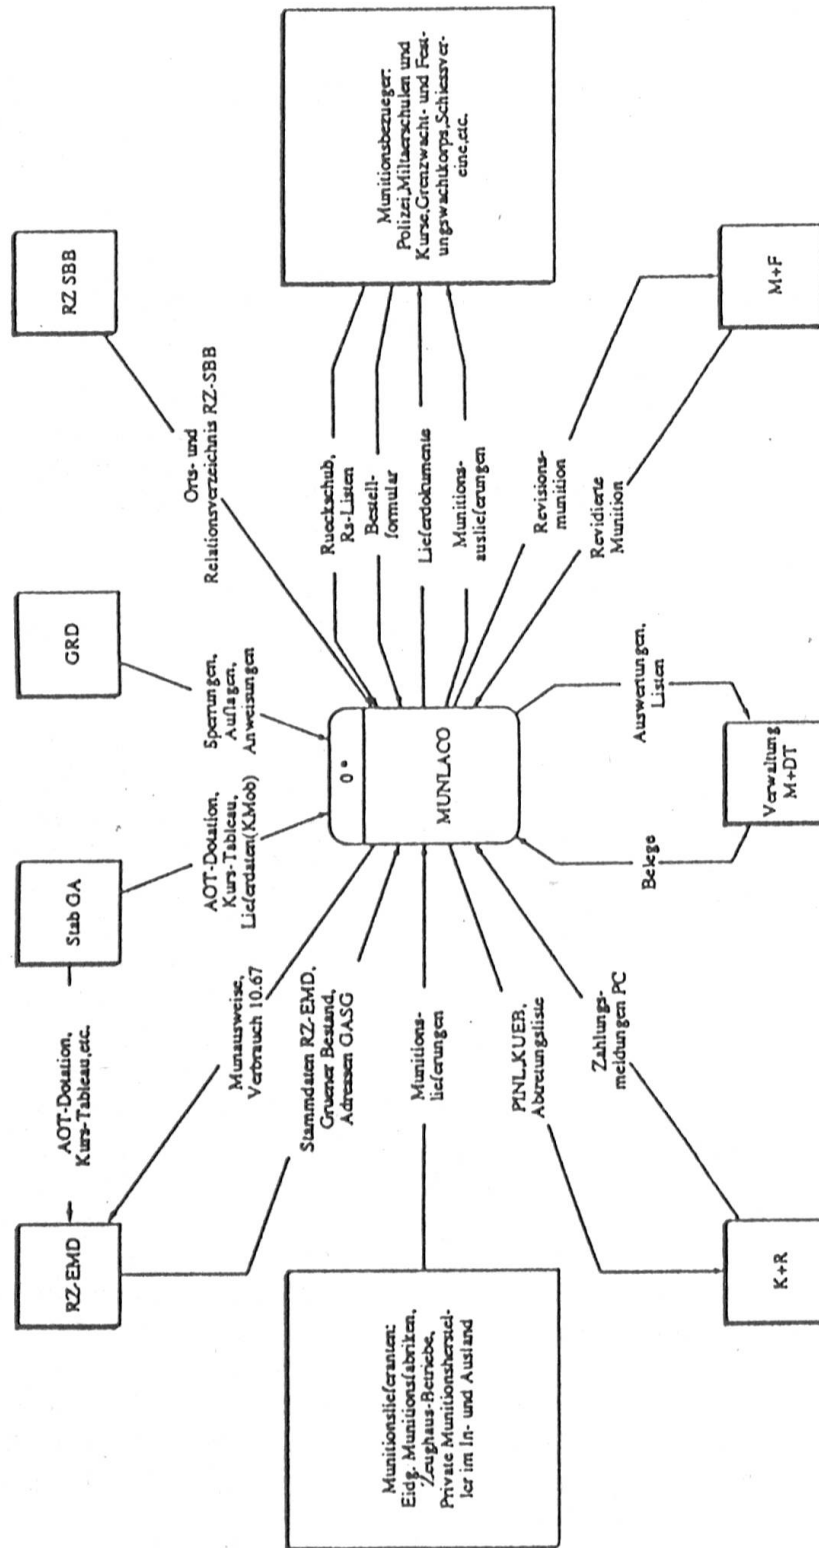 RZ-EMD
AOT-Dotation,
Kurs-Tableau,etc.
Stab GA
GRD
RZ SBB
Munausweise,
Verbrauch 10.67
AOT-Dotation,
Kurs-Tableau,
Lieferdaten(KMob)
Sperrungen,
Auflagen,
Anweisungen
Orts- und
Relationsverzeichnis RZ-SBB
Stammdaten RZ-EMD,
Gruener Bestand,
Adressen GASG
Munitionslieferanten:
Eidg. Munitionsfabriken,
Zeughaus-Betriebe,
Private Munitionsherstel-
ler im In- und Ausland
Munitions-
lieferungen
0 *
MUNLACO
Rueckschub,
Rs-Listen
Bestell-
formular
Lieferdokumente
Munitions-
auslieferungen
Munitionsbezueger:
Polizei,Militaerschulen und
Kurse,Grenzwacht- und Fest-
ungswachtkorps,Schiessver-
eine,etc.
PINL,KUER,
Abtretungsliste
Zahlungs-
meldungen PC
Belege
Auswertungen,
Listen
Revidierte
Munition
Revisions-
munition
K+R
Verwaltung
M+DT
M+F